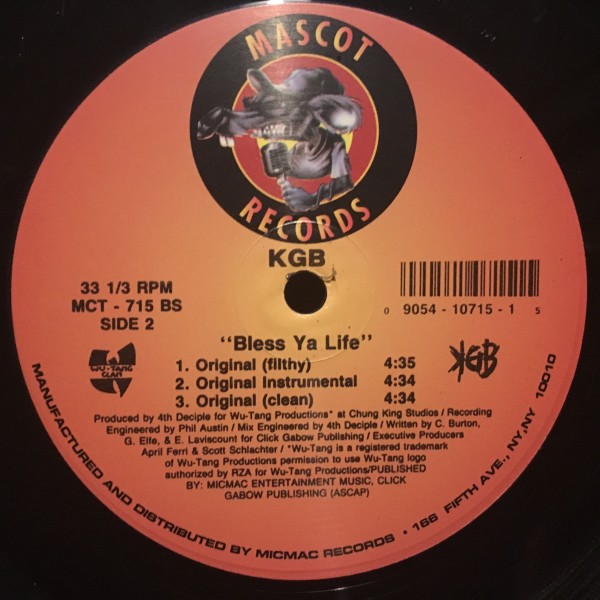 MASCOT
RECORDS
KGB
33 1/3 RPM
MCT - 715 BS
SIDE 2
0 9054 - 10715 - 1 5
"Bless Ya Life"
1. Original (filthy) 4:35
2. Original Instrumental 4:34
3. Original (clean) 4:34
WU-TANG
CLAN
KGB
Produced by 4th Deciple for Wu-Tang Productions* at Chung King Studios / Recording
Engineered by Phil Austin / Mix Engineered by 4th Deciple / Written by C. Burton,
G. Elfe, & E. Laviscount for Click Gabow Publishing / Executive Producers
April Ferri & Scott Schlachter / *Wu-Tang is a registered trademark
of Wu-Tang Productions permission to use Wu-Tang logo
authorized by RZA for Wu-Tang Productions/PUBLISHED
BY: MICMAC ENTERTAINMENT MUSIC, CLICK
GABOW PUBLISHING (ASCAP)
MANUFACTURED AND DISTRIBUTED BY MICMAC RECORDS • 166 FIFTH AVE., NY, NY 10010